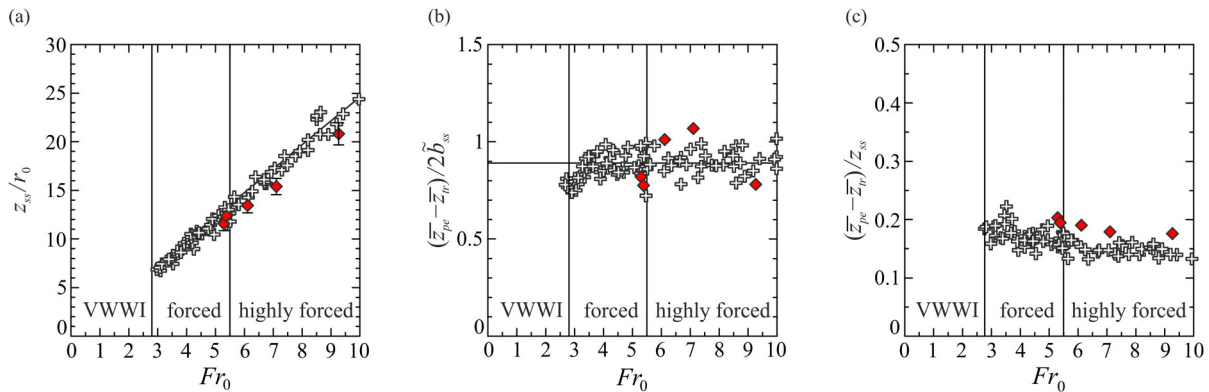 (a)
30
25
20
15
10
5
0
z_ss/r_0
VWWI forced highly forced
0 1 2 3 4 5 6 7 8 9 10
Fr_0
(b)
1.5
1
0.5
0
(z̅_pe−z̅_tr)/2b̃_ss
VWWI forced highly forced
0 1 2 3 4 5 6 7 8 9 10
Fr_0
(c)
0.5
0.4
0.3
0.2
0.1
0
(z̅_pe−z̅_tr)/z_ss
VWWI forced highly forced
0 1 2 3 4 5 6 7 8 9 10
Fr_0